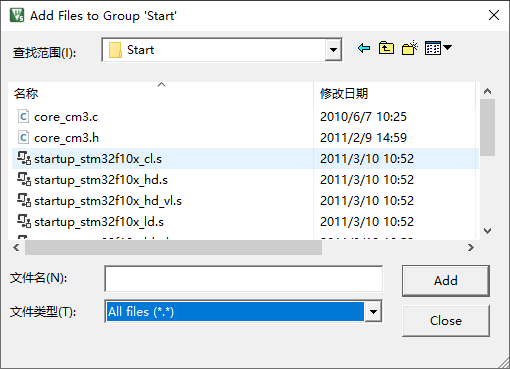 Add Files to Group 'Start'
查找范围(I): Start
名称 修改日期
core_cm3.c 2010/6/7 10:25
core_cm3.h 2011/2/9 14:59
startup_stm32f10x_cl.s 2011/3/10 10:52
startup_stm32f10x_hd.s 2011/3/10 10:52
startup_stm32f10x_hd_vl.s 2011/3/10 10:52
startup_stm32f10x_ld.s 2011/3/10 10:52
文件名(N): Add
文件类型(T): All files (*.*)
Close